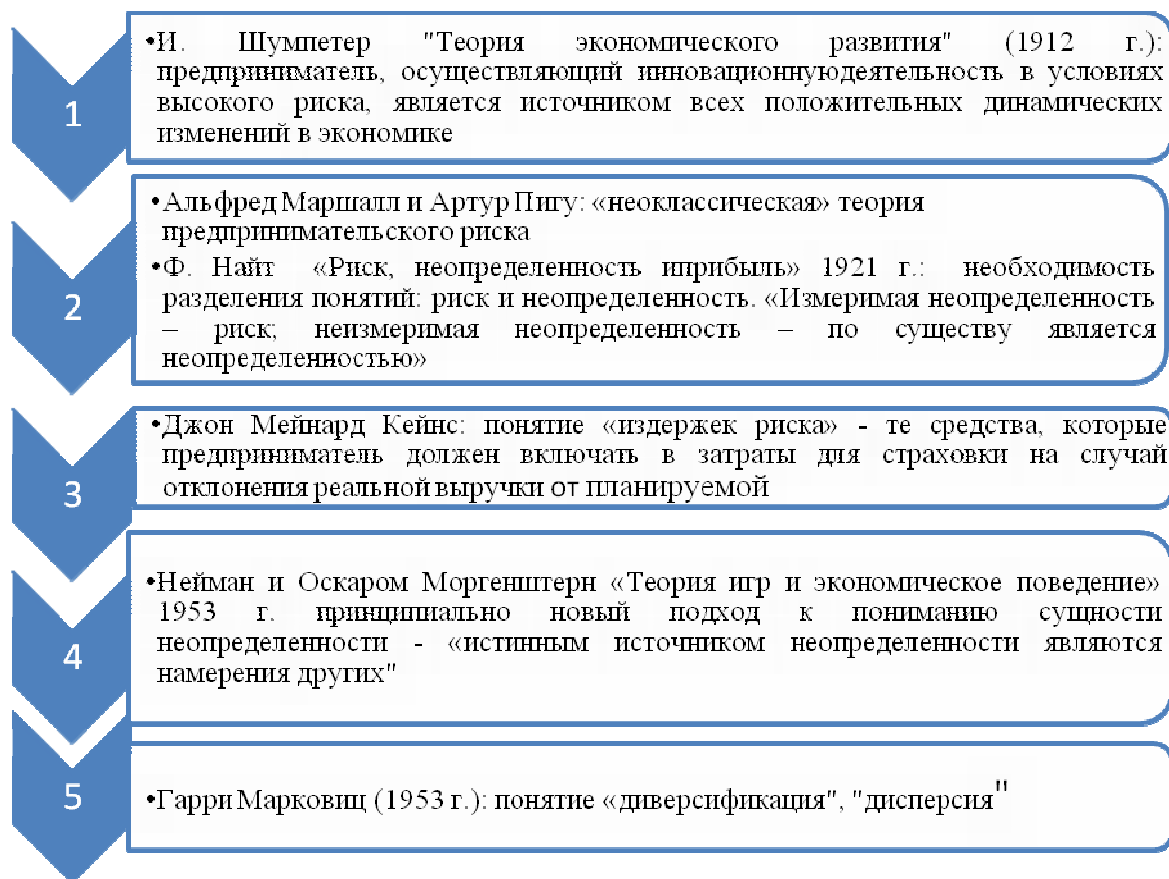 1
•И. Шумпетер "Теория экономического развития" (1912 г.):
предприниматель, осуществляющий инновационнуюдеятельность в условиях
высокого риска, является источником всех положительных динамических
изменений в экономике
2
•Альфред Маршалл и Артур Пигу: «неоклассическая» теория
предпринимательского риска
•Ф. Найт «Риск, неопределенность иприбыль» 1921 г.: необходимость
разделения понятий: риск и неопределенность. «Измеримая неопределенность
– риск; неизмеримая неопределенность – по существу является
неопределенностью»
3
•Джон Мейнард Кейнс: понятие «издержек риска» - те средства, которые
предприниматель должен включать в затраты для страховки на случай
отклонения реальной выручки от планируемой
4
•Нейман и Оскаром Моргенштерн «Теория игр и экономическое поведение»
1953 г. принципиально новый подход к пониманию сущности
неопределенности - «истинным источником неопределенности являются
намерения других"
5
•Гарри Марковиц (1953 г.): понятие «диверсификация", "дисперсия"